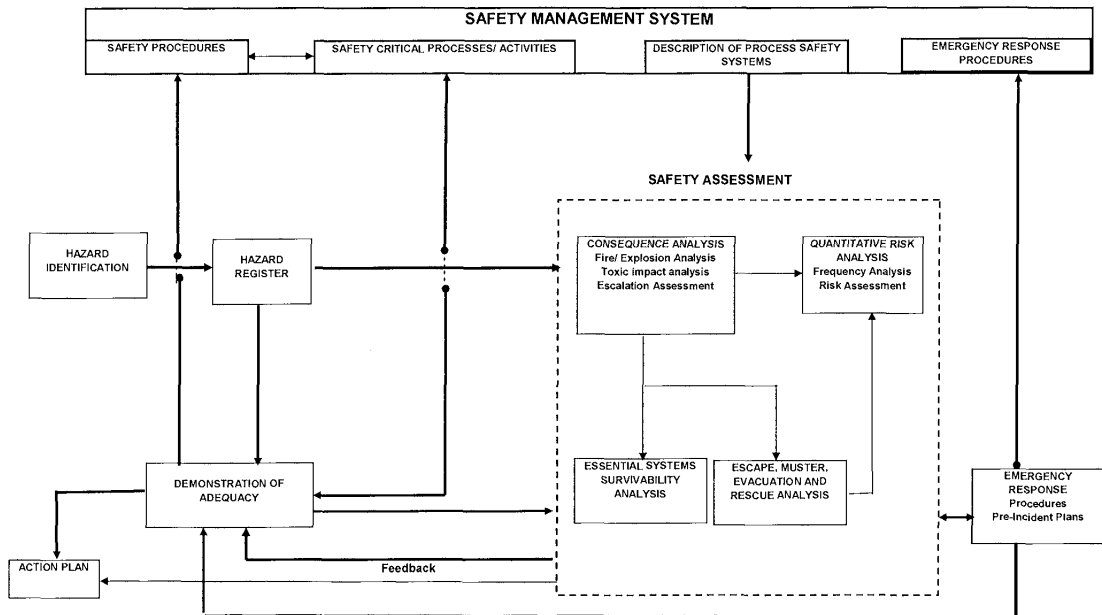 SAFETY MANAGEMENT SYSTEM
SAFETY PROCEDURES
SAFETY CRITICAL PROCESSES/ ACTIVITIES
DESCRIPTION OF PROCESS SAFETY
SYSTEMS
EMERGENCY RESPONSE
PROCEDURES
SAFETY ASSESSMENT
HAZARD
IDENTIFICATION
HAZARD
REGISTER
CONSEQUENCE ANALYSIS
Fire/ Explosion Analysis
Toxic impact analysis
Escalation Assessment
QUANTITATIVE RISK
ANALYSIS
Frequency Analysis
Risk Assessment
DEMONSTRATION OF
ADEQUACY
ESSENTIAL SYSTEMS
SURVIVABILITY
ANALYSIS
ESCAPE, MUSTER,
EVACUATION AND
RESCUE ANALYSIS
EMERGENCY
RESPONSE
Procedures
Pre-Incident Plans
ACTION PLAN
Feedback